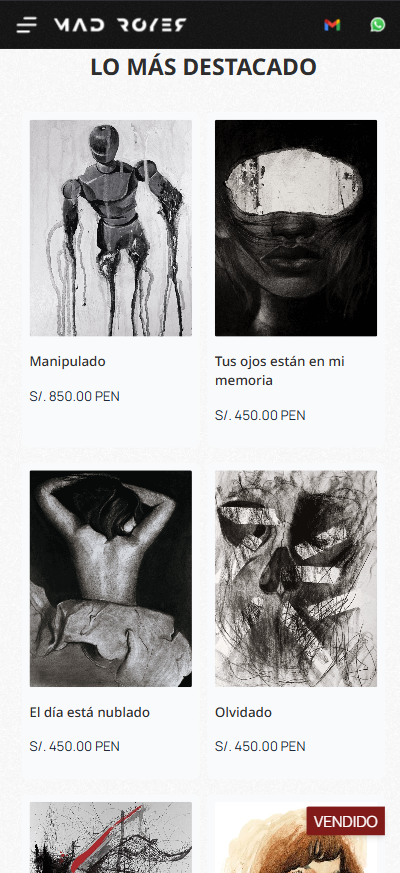 MAD ROYER
LO MÁS DESTACADO
Manipulado
S/. 850.00 PEN
Tus ojos están en mi
memoria
S/. 450.00 PEN
El día está nublado
S/. 450.00 PEN
Olvidado
S/. 450.00 PEN
VENDIDO